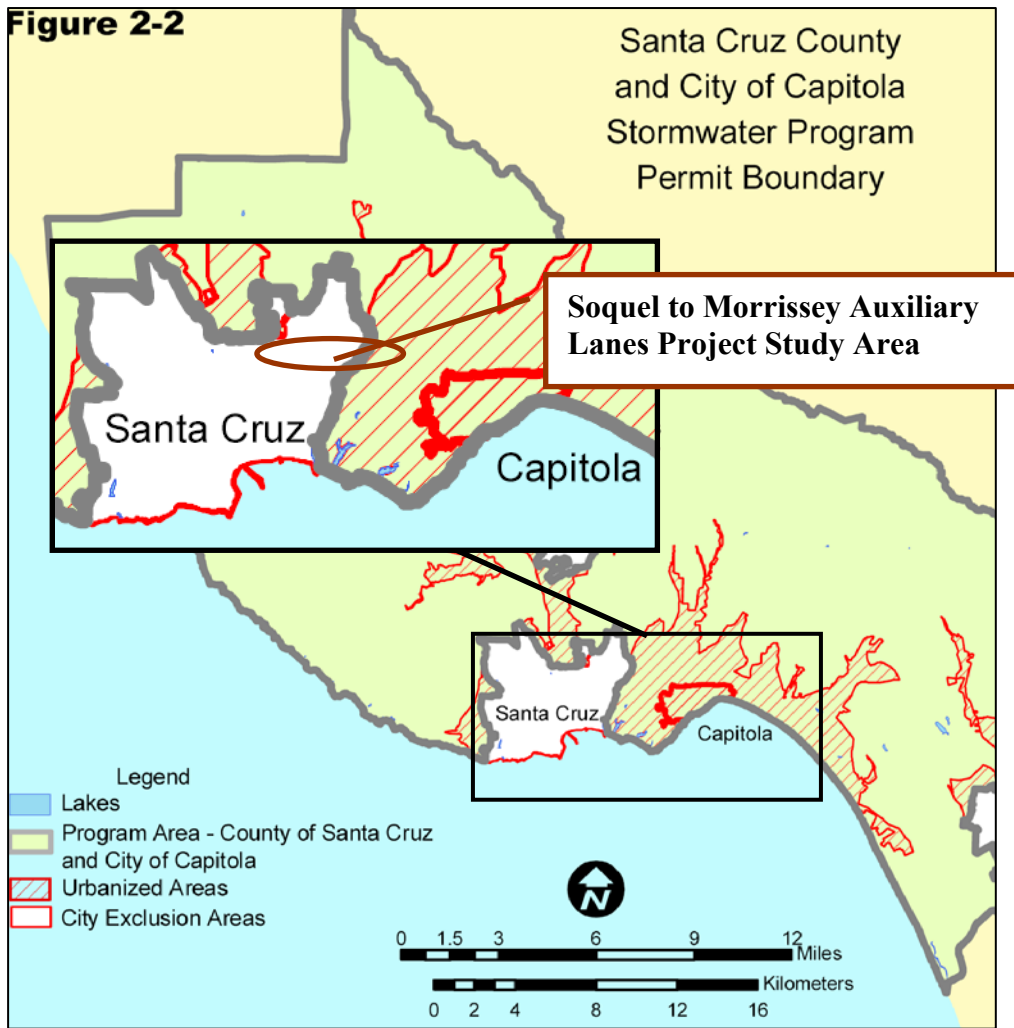 Figure 2-2
Santa Cruz County
and City of Capitola
Stormwater Program
Permit Boundary
Soquel to Morrissey Auxiliary
Lanes Project Study Area
Santa Cruz
Capitola
Santa Cruz
Capitola
Legend
Lakes
Program Area - County of Santa Cruz
and City of Capitola
Urbanized Areas
City Exclusion Areas
N
0 1.5 3 6 9 12
Miles
Kilometers
0 2 4 8 12 16